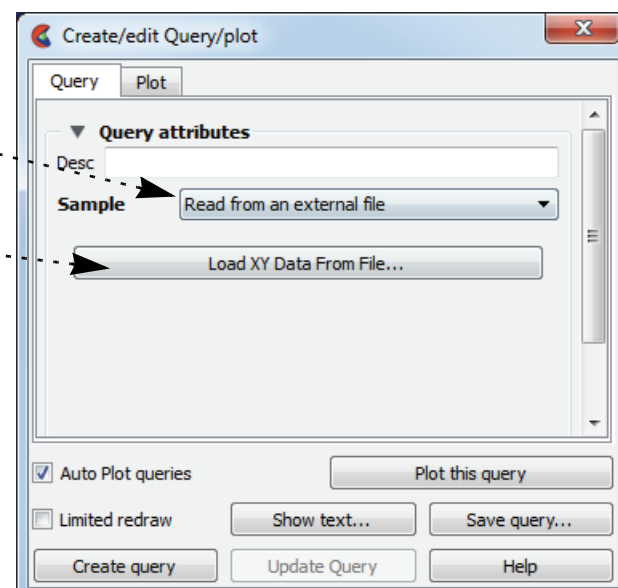 Create/edit Query/plot
Query Plot
Query attributes
Desc
Sample Read from an external file
Load XY Data From File...
Auto Plot queries Plot this query
Limited redraw Show text... Save query...
Create query Update Query Help